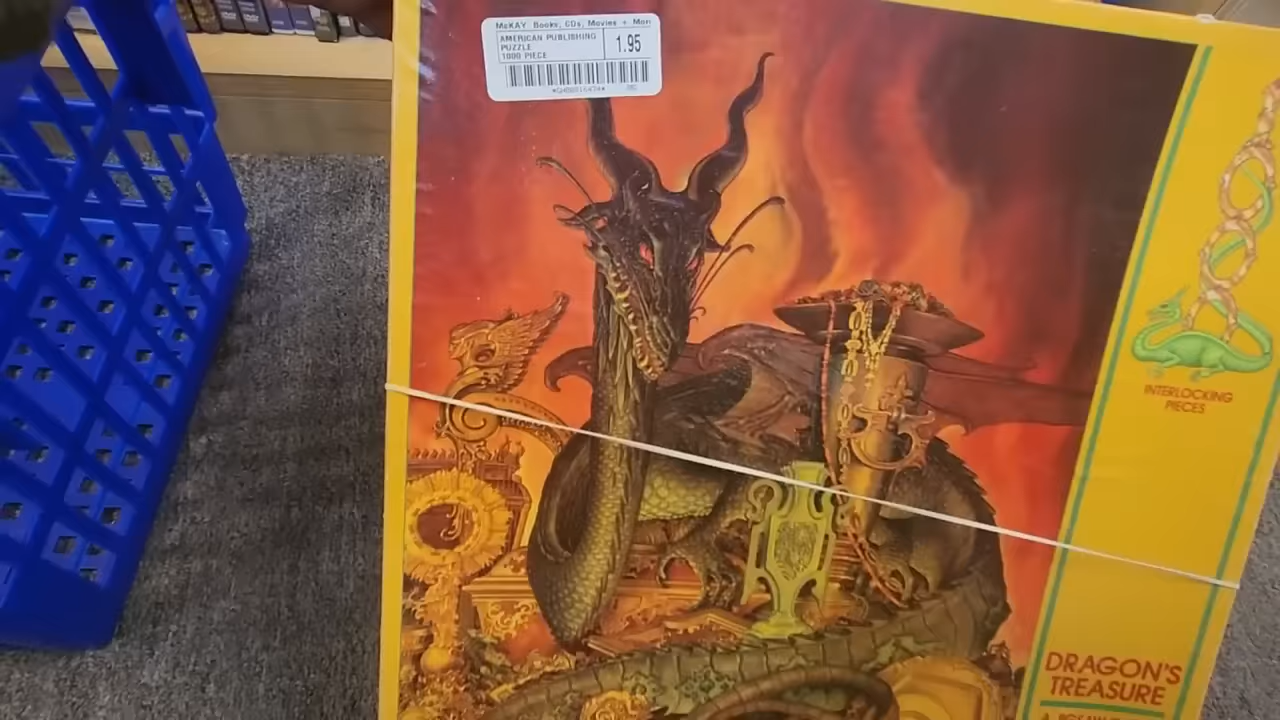 McKAY Books, CDs, Movies + Mor
AMERICAN PUBLISHING
PUZZLE
1000 PIECE
1.95
INTERLOCKING
PIECES
DRAGON'S
TREASURE